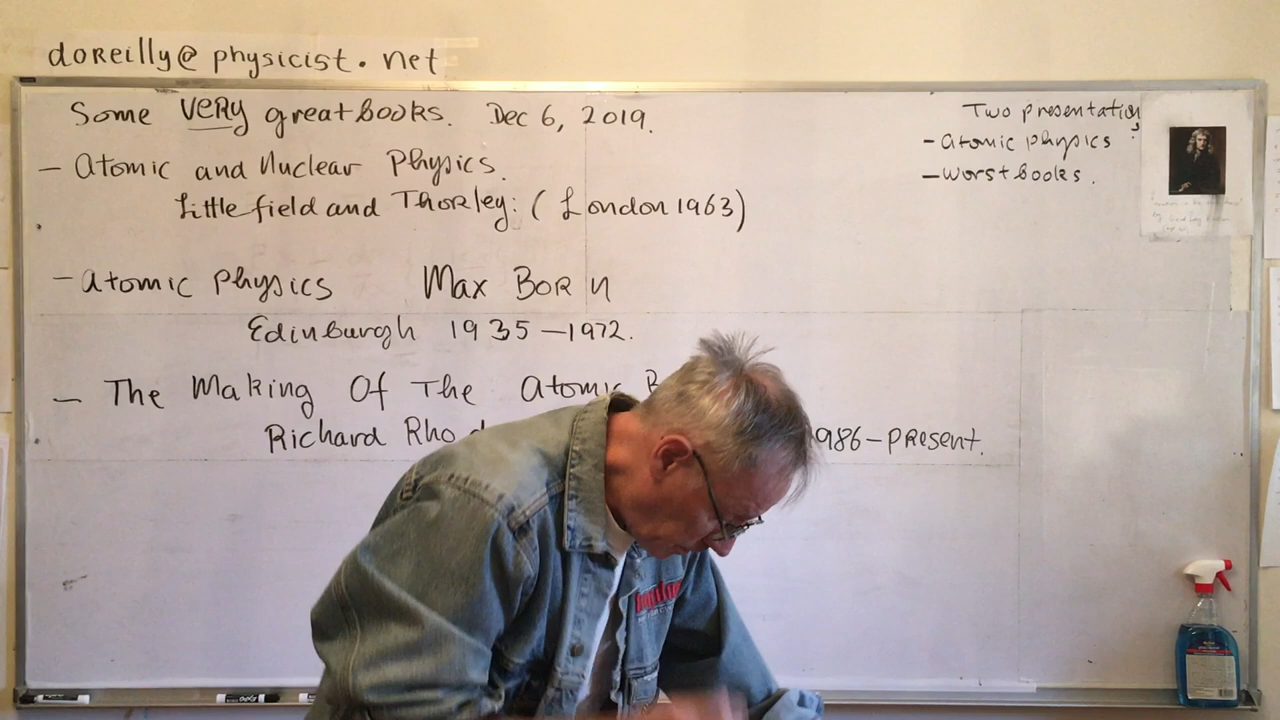 doreilly@physicist.net
Some very great books. Dec 6, 2019.
Two presentations
- Atomic physics
- Worst books.
- Atomic and Nuclear Physics.
Littlefield and Thorley: (London 1963)
- Atomic Physics Max Born
Edinburgh 1935-1972.
- The Making Of The Atomic
Richard 986-Present.